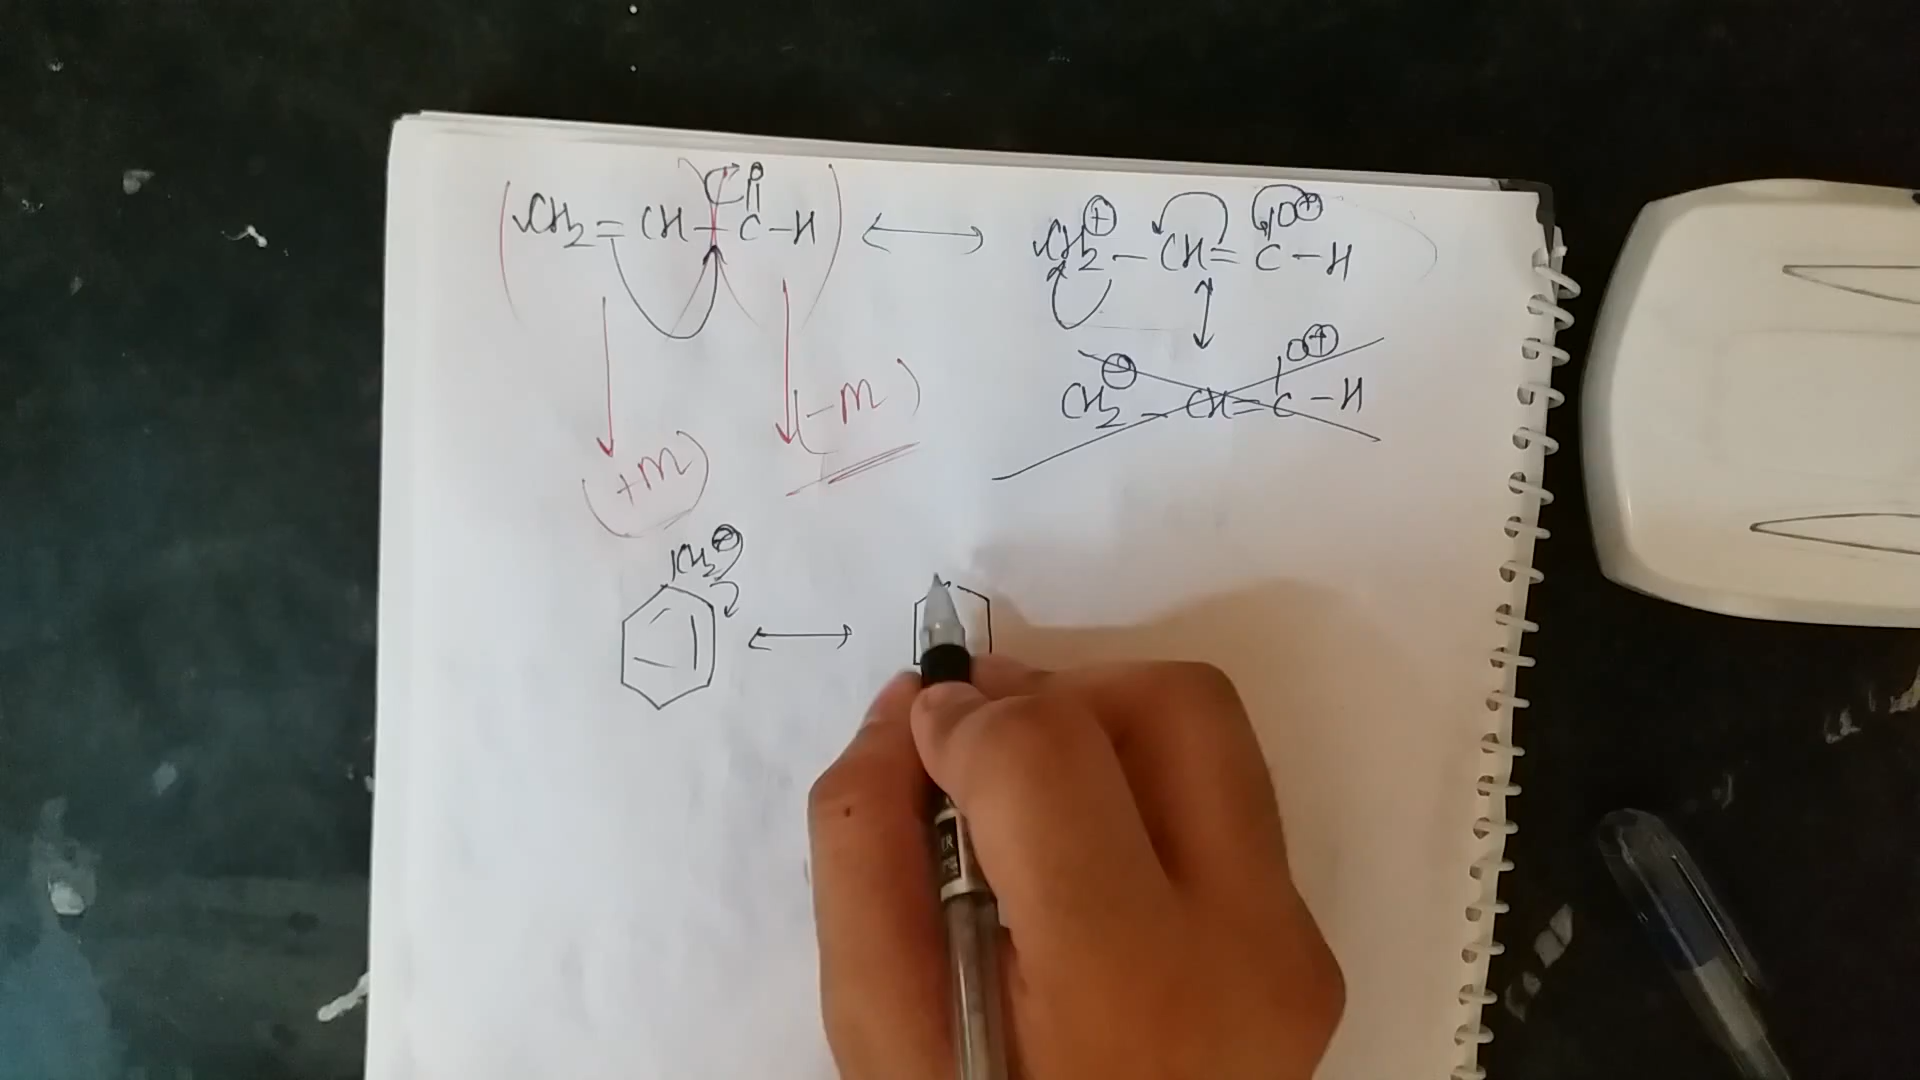 CH2 = CH - C - H
O
CH2 ⊕ - CH = C - H
O
CH2 ⊖ - CH = C - H
O ⊕
(+m)
(-m)
CH2